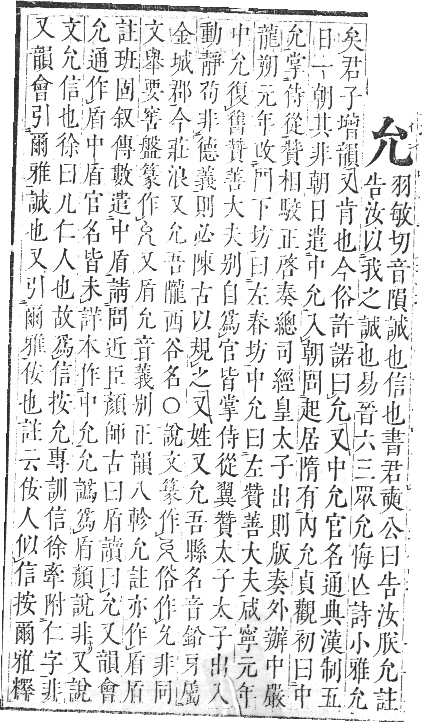 允
羽敏切音隕誠也信也書君奭公曰告汝朕允註
告汝以我之誠也易晉六三眾允悔亾詩小雅允
矣君子增韻又肯也今俗許諾曰允又中允官名通典漢制五
日一朝其非朝日遣中允入朝問起居隋有內允貞觀初曰中
允掌侍從贊相駮正啓奏總司經皇太子出則版奏外辦中嚴
龍朔元年改門下坊曰左春坊中允曰左贊善大夫咸寧元年
中允復舊贊善大夫別自爲官皆掌侍從翼贊太子太子出入
動靜苟非德義則必陳古以規之又姓又允吾縣名音鉛牙屬
金城郡今莊浪又允吾隴西谷名○說文篆作𠃔俗作允非同
文舉要窖盤篆作又盾允音義別正韻八軫允註亦作盾
註班固叙傳數遣中盾請問近臣顏師古曰盾讀曰允又韻會
允通作盾中盾官名皆未詳本作中允允譌爲盾顏說非又說
文允信也徐曰儿仁人也故爲信按允專訓信徐牽附仁字非
又韻會引爾雅誠也又引爾雅佞也註云佞人似信按爾雅釋